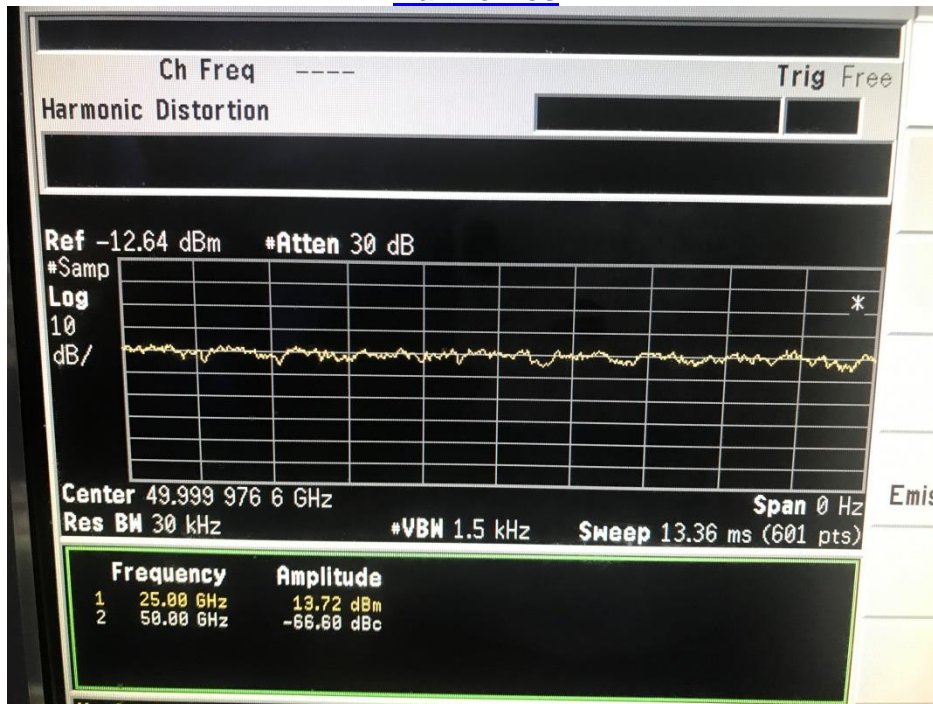 Ch Freq ----
Trig Free
Harmonic Distortion
Ref -12.64 dBm #Atten 30 dB
#Samp
Log
10
dB/
*
Center 49.999 976 6 GHz
Span 0 Hz
Res BW 30 kHz #VBW 1.5 kHz Sweep 13.36 ms (601 pts)
Emis
Frequency Amplitude
1 25.00 GHz 13.72 dBm
2 50.00 GHz -66.60 dBc